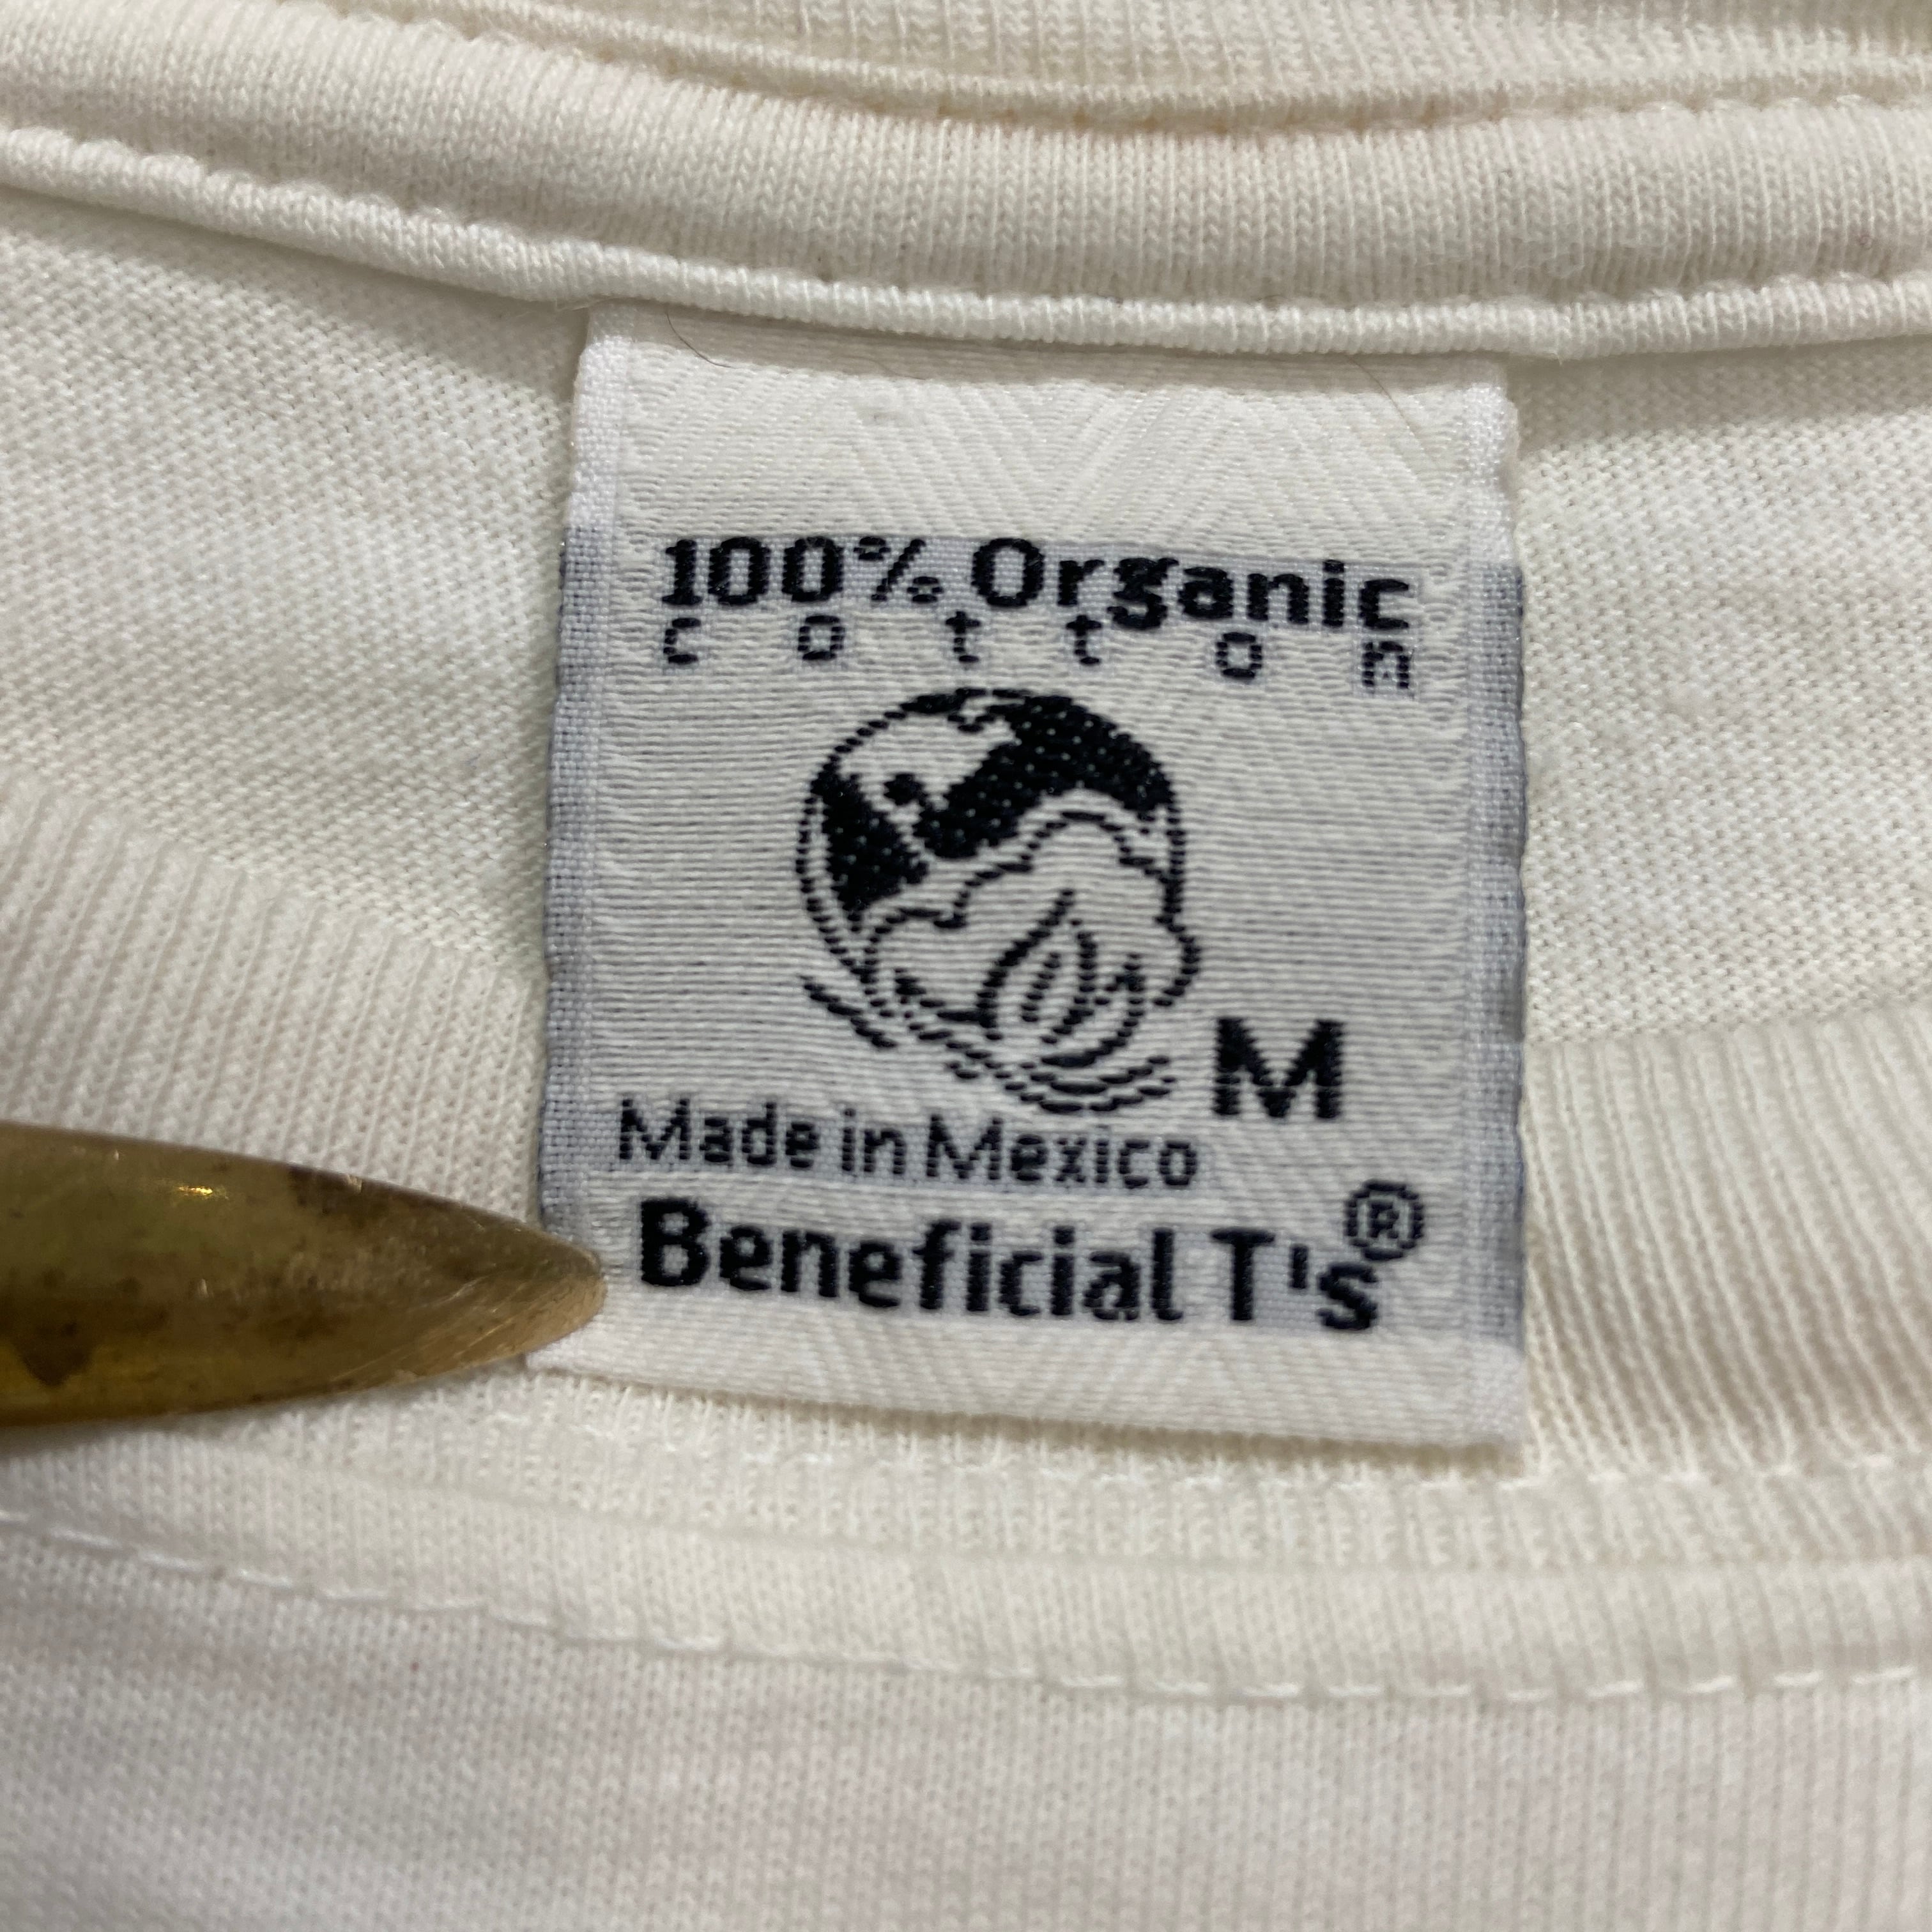 100% Organic
cotton
M
Made in Mexico
Beneficial T's®